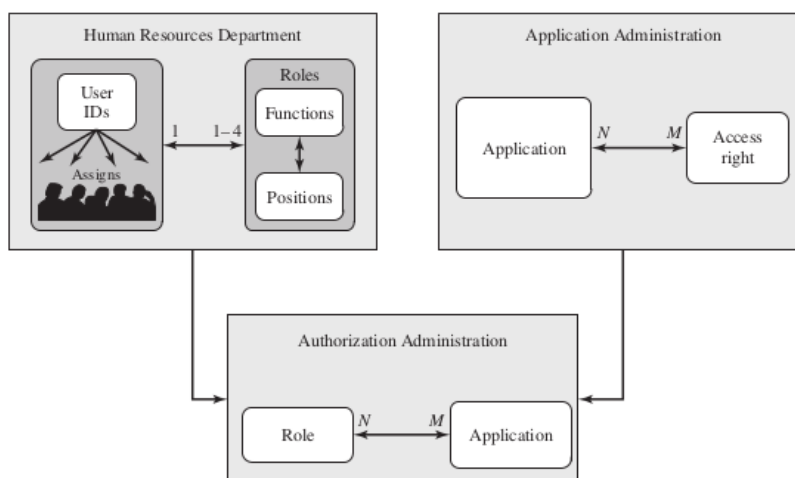 Human Resources Department
User
IDs
Assigns
1
1–4
Roles
Functions
Positions
Application Administration
Application
N
M
Access
right
Authorization Administration
Role
N
M
Application